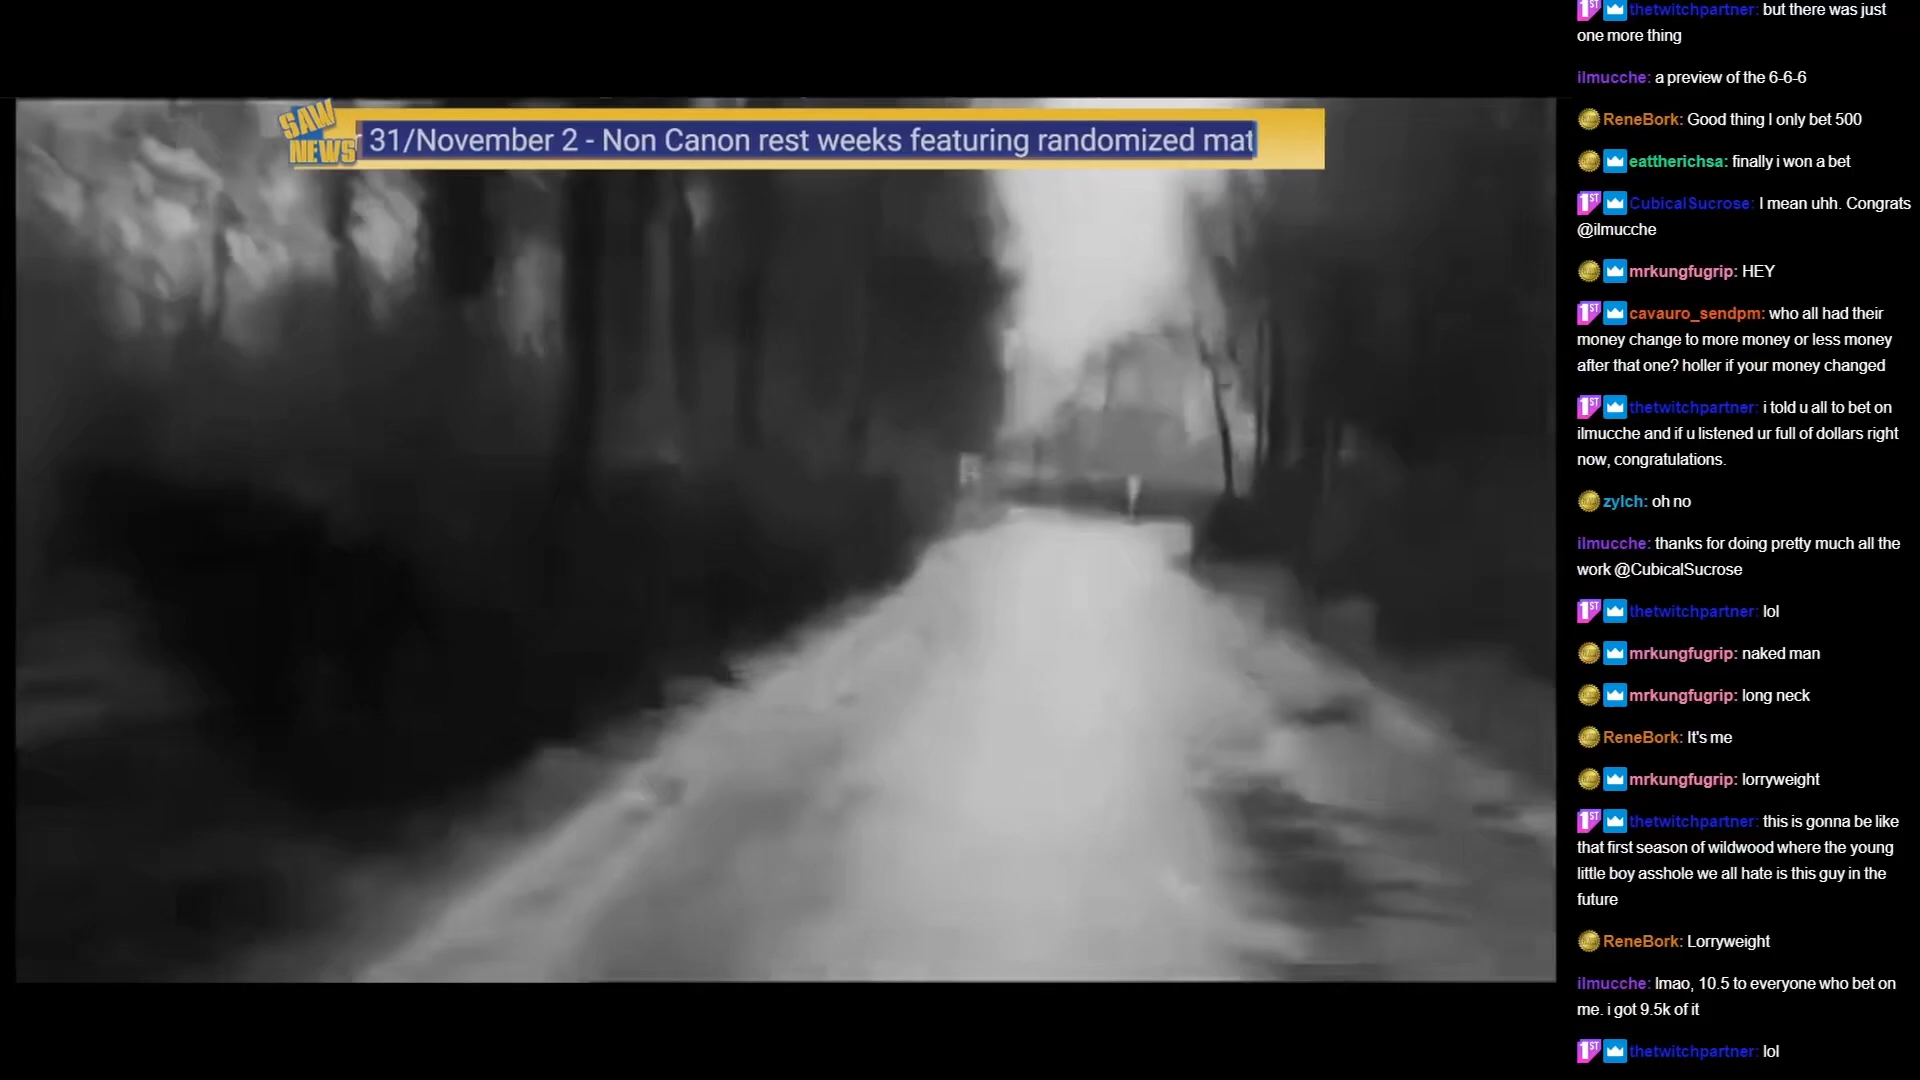 SAW
NEWS
31/November 2 - Non Canon rest weeks featuring randomized mat
thetwitchpartner: but there was just
one more thing
ilmucche: a preview of the 6-6-6
ReneBork: Good thing I only bet 500
eattherichsa: finally i won a bet
CubicalSucrose: I mean uhh. Congrats
@ilmucche
mrkungfugrip: HEY
cavauro_sendpm: who all had their
money change to more money or less money
after that one? holler if your money changed
thetwitchpartner: i told u all to bet on
ilmucche and if u listened ur full of dollars right
now, congratulations.
zylch: oh no
ilmucche: thanks for doing pretty much all the
work @CubicalSucrose
thetwitchpartner: lol
mrkungfugrip: naked man
mrkungfugrip: long neck
ReneBork: It's me
mrkungfugrip: lorryweight
thetwitchpartner: this is gonna be like
that first season of wildwood where the young
little boy asshole we all hate is this guy in the
future
ReneBork: Lorryweight
ilmucche: lmao, 10.5 to everyone who bet on
me. i got 9.5k of it
thetwitchpartner: lol